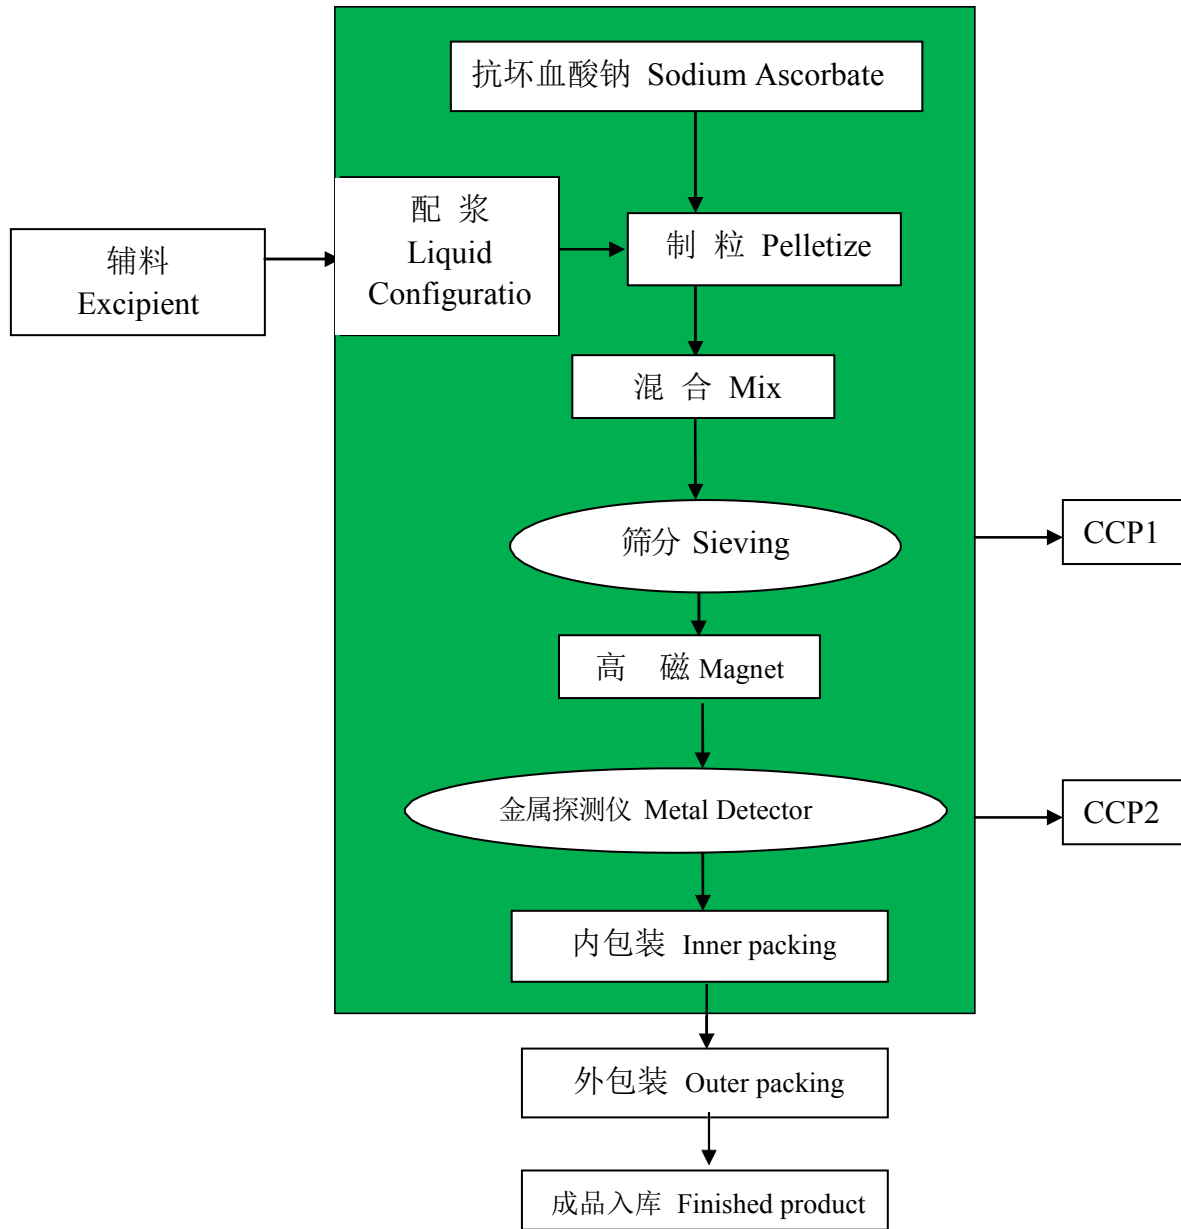 抗坏血酸钠 Sodium Ascorbate
配 浆
Liquid
Configuratio
辅料
Excipient
制 粒 Pelletize
混 合 Mix
筛分 Sieving
CCP1
高 磁 Magnet
金属探测仪 Metal Detector
CCP2
内包装 Inner packing
外包装 Outer packing
成品入库 Finished product